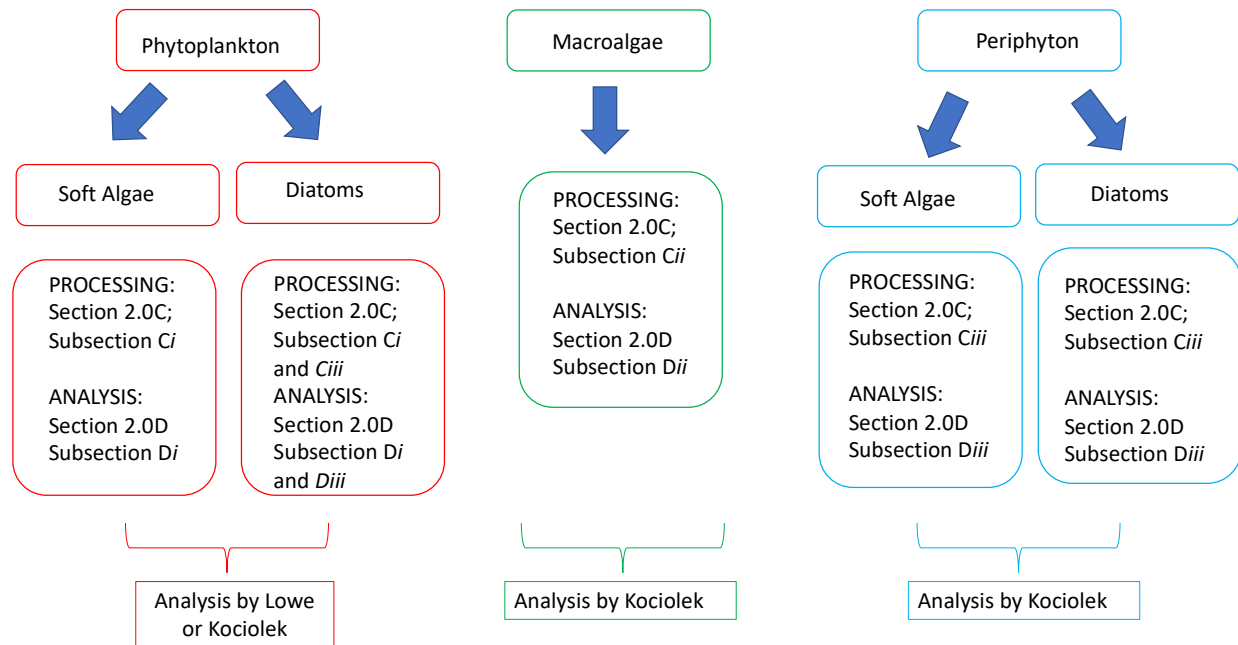 Phytoplankton
Macroalgae
Periphyton
Soft Algae
Diatoms
Soft Algae
Diatoms
PROCESSING:
Section 2.0C;
Subsection Ci
ANALYSIS:
Section 2.0D
Subsection Di
PROCESSING:
Section 2.0C;
Subsection Ci
and Ciii
ANALYSIS:
Section 2.0D
Subsection Di
and Diii
PROCESSING:
Section 2.0C;
Subsection Cii
ANALYSIS:
Section 2.0D
Subsection Dii
PROCESSING:
Section 2.0C;
Subsection Ciii
ANALYSIS:
Section 2.0D
Subsection Diii
PROCESSING:
Section 2.0C;
Subsection Ciii
ANALYSIS:
Section 2.0D
Subsection Diii
Analysis by Lowe
or Kociolek
Analysis by Kociolek
Analysis by Kociolek